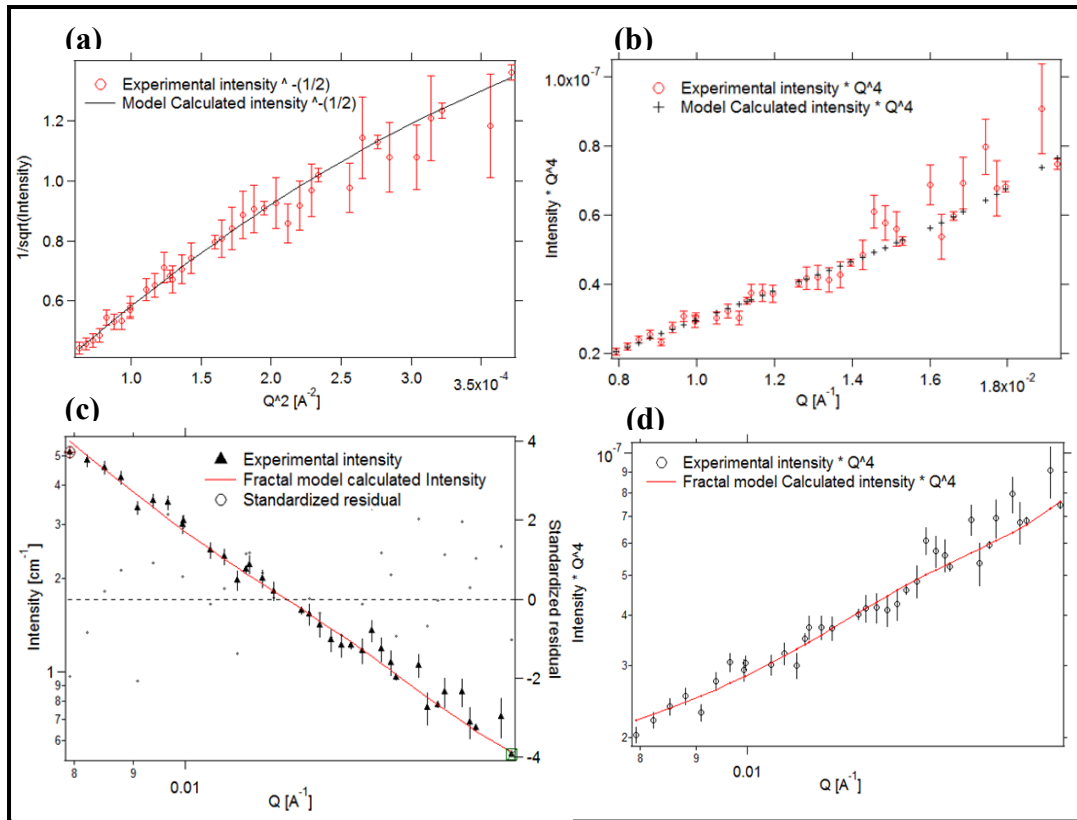 (a)
Experimental intensity ^ -(1/2)
Model Calculated intensity ^-(1/2)
1/sqrt(Intensity)
1.2
1.0
0.8
0.6
1.0 1.5 2.0 2.5 3.0 3.5x10⁻⁴
Q^2 [A⁻²]
(b)
Experimental intensity * Q^4
Model Calculated intensity * Q^4
Intensity * Q^4
1.0x10⁻⁷
0.8
0.6
0.4
0.2
0.8 1.0 1.2 1.4 1.6 1.8x10⁻²
Q [A⁻¹]
(c)
Experimental intensity
Fractal model calculated Intensity
Standardized residual
Intensity [cm⁻¹]
5
4
3
2
1
9
8
7
6
4
2
0
-2
-4
Standardized residual
8 9 0.01
Q [A⁻¹]
(d)
Experimental intensity * Q^4
Fractal model Calculated intensity * Q^4
Intensity * Q^4
10⁻⁷
9
8
7
6
5
4
3
2
8 9 0.01
Q [A⁻¹]